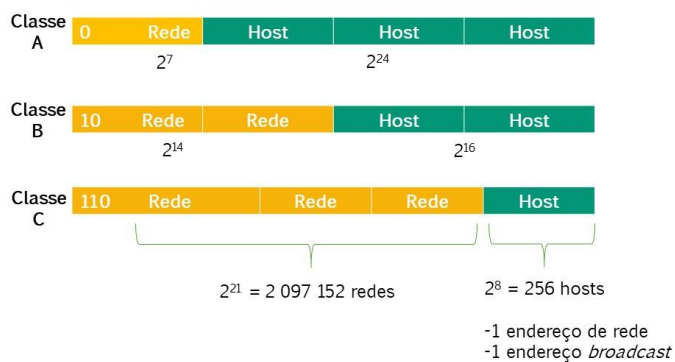 Classe A
0 Rede Host Host Host
2⁷ 2²⁴
Classe B
10 Rede Rede Host Host
2¹⁴ 2¹⁶
Classe C
110 Rede Rede Rede Host
2²¹ = 2 097 152 redes 2⁸ = 256 hosts
-1 endereço de rede
-1 endereço broadcast